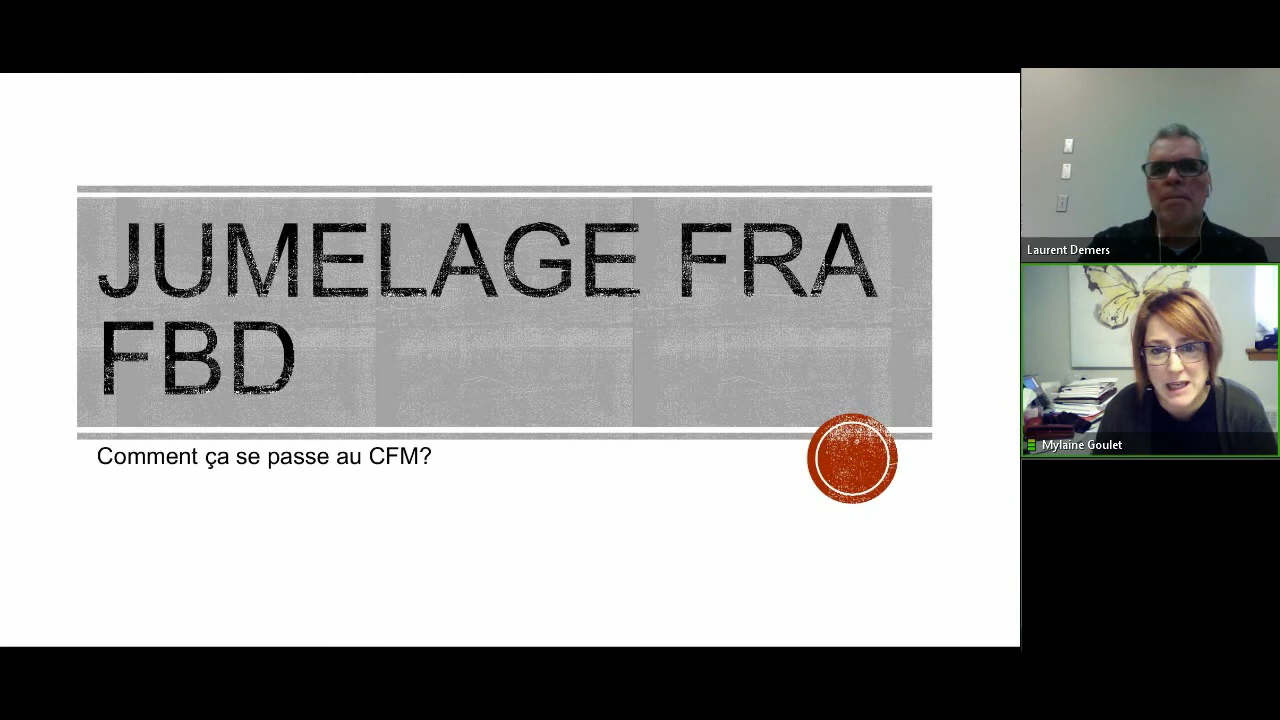 JUMELAGE FRA
FBD
Comment ça se passe au CFM?
Laurent Demers
Mylaine Goulet